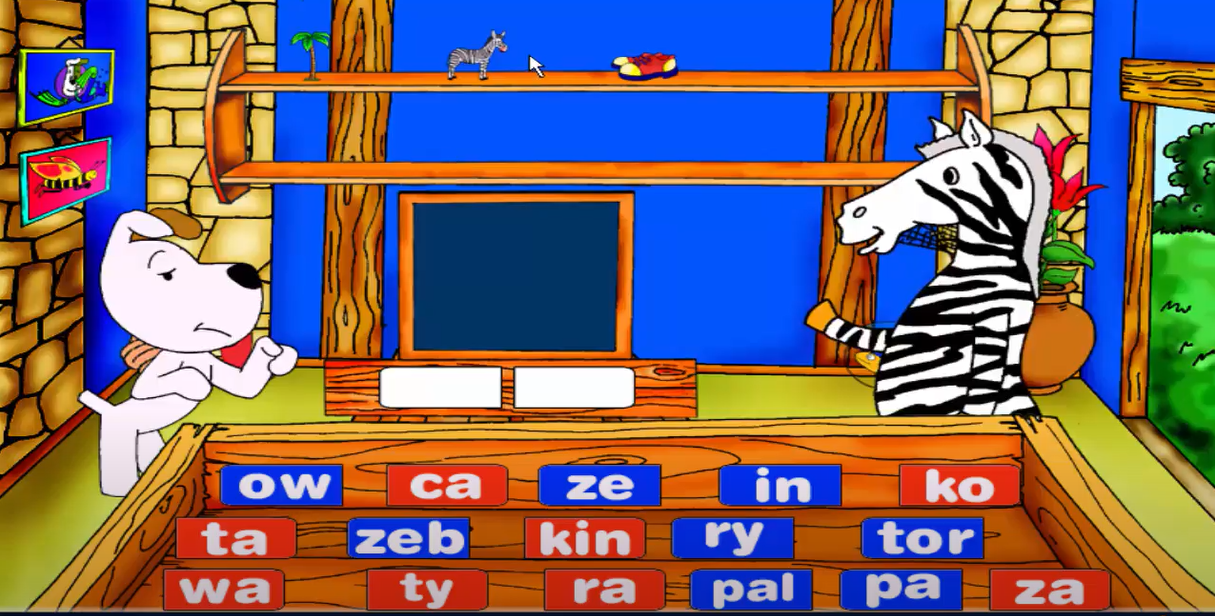 ow ca ze in ko
ta zeb kin ry tor
wa ty ra pal pa za